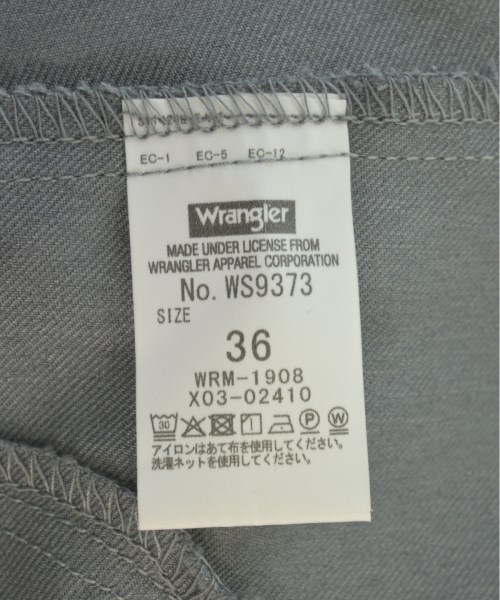 EC-1 EC-5 EC-12
Wrangler
MADE UNDER LICENSE FROM
WRANGLER APPAREL CORPORATION
No. WS9373
SIZE
36
WRM-1908
X03-02410
30 P W
アイロンはあて布を使用してください。
洗濯ネットを使用してください。